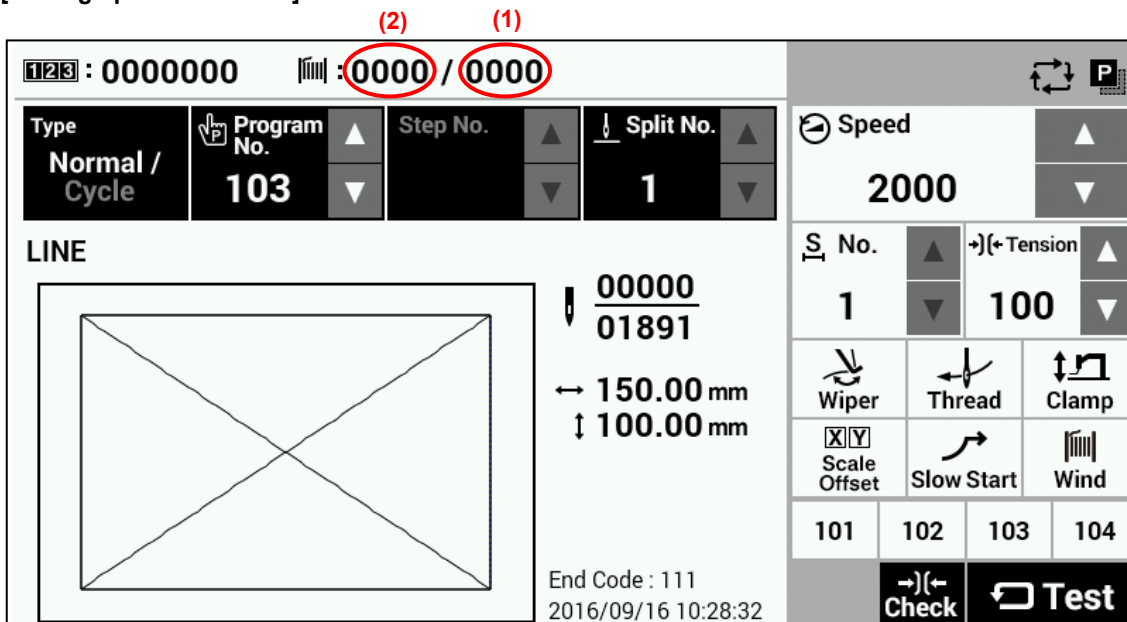 (2) (1)
123 : 0000000 : 0000 / 0000 P
Type
Normal /
Cycle
P Program
No.
103
Step No.
Split No.
1
Speed
2000
LINE
S No.
1
Tension
100
00000
01891
150.00 mm
100.00 mm
Wiper
Thread
Clamp
X Y
Scale
Offset
Slow Start
Wind
101 102 103 104
End Code : 111
2016/09/16 10:28:32
Check
Test